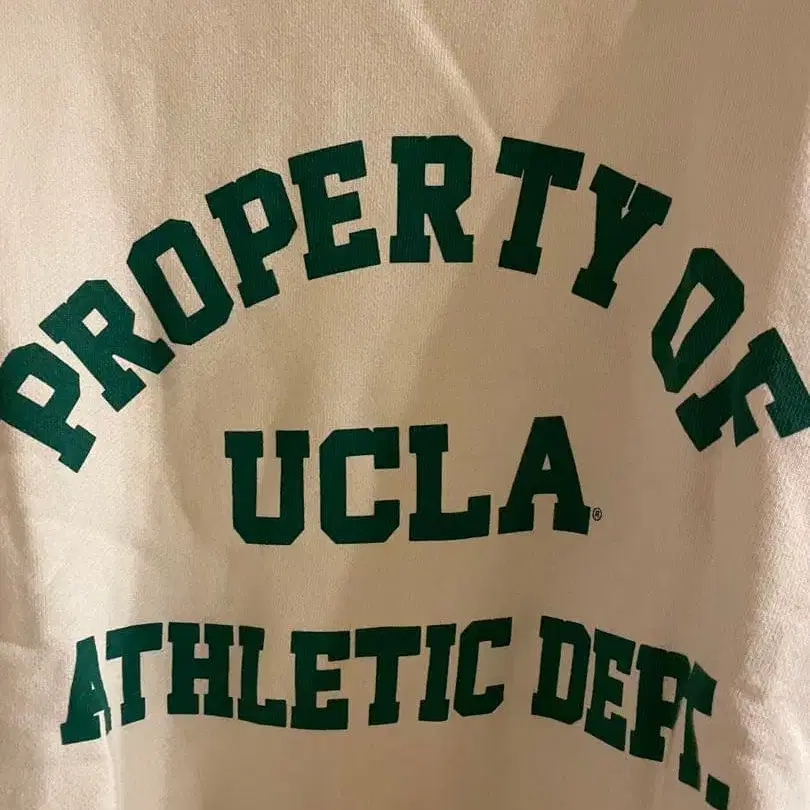 PROPERTY OF
UCLA®
ATHLETIC DEPT.